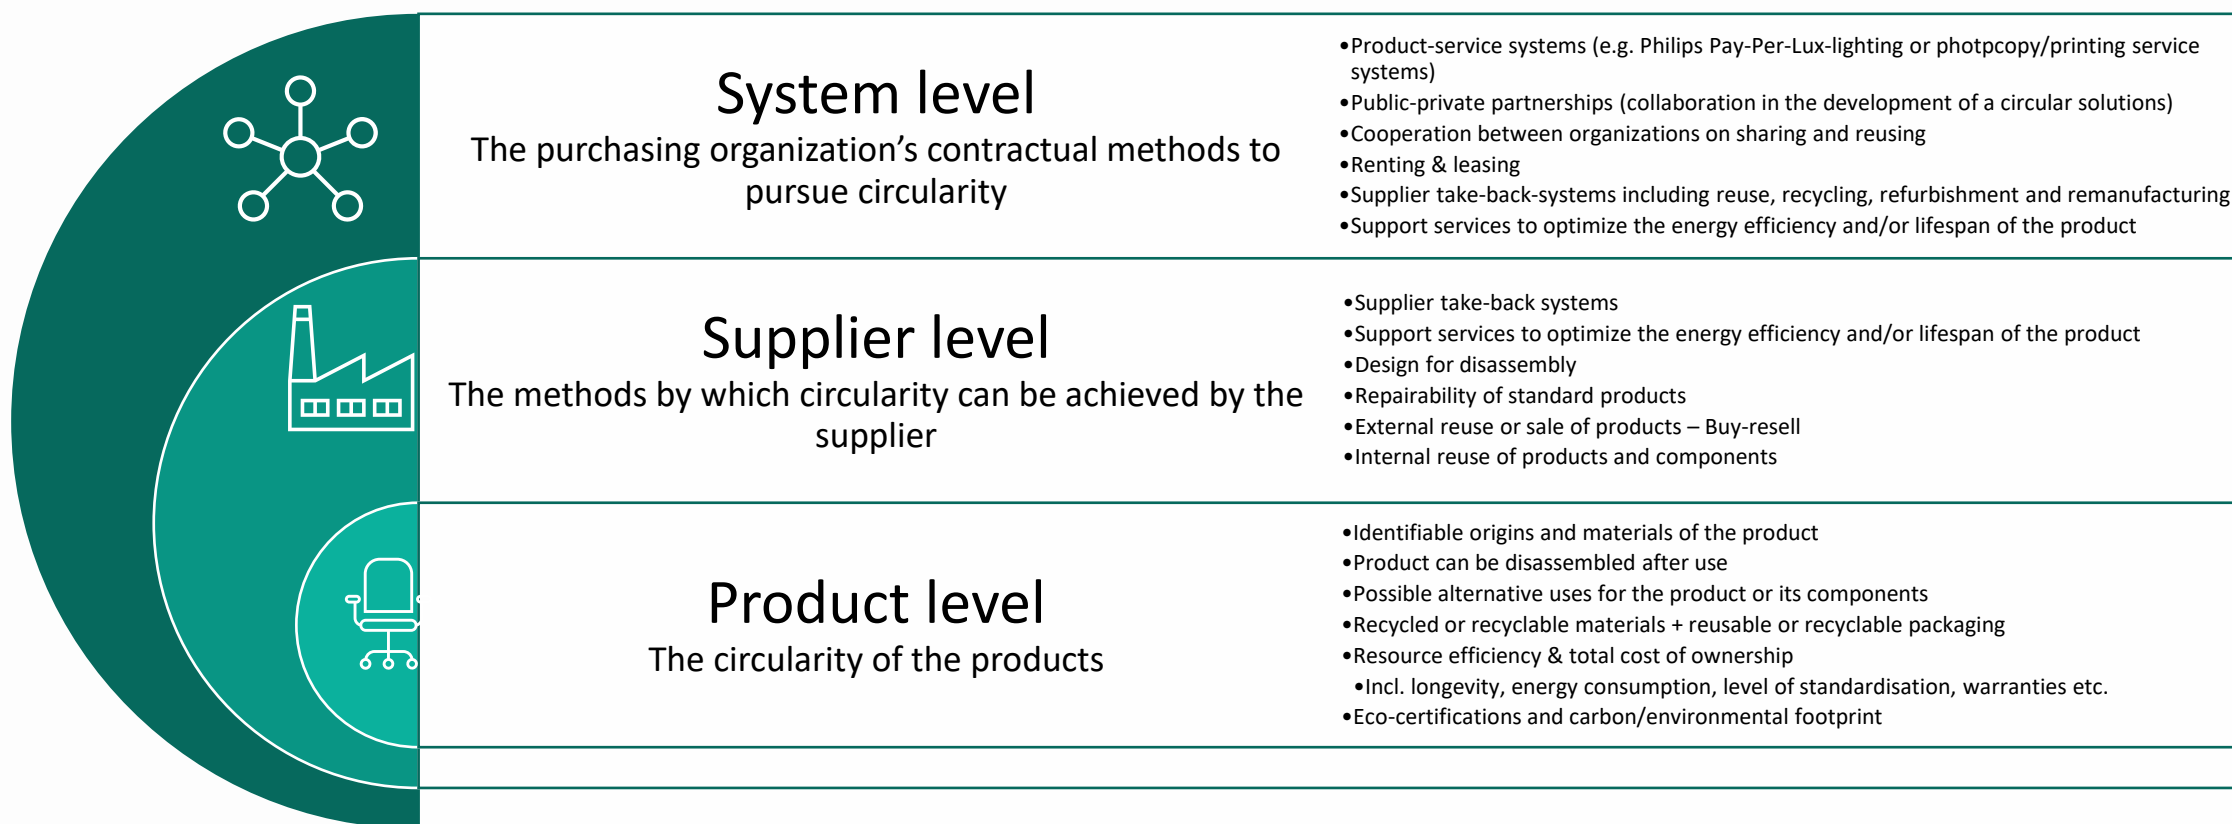 System level
The purchasing organization's contractual methods to
pursue circularity
•Product-service systems (e.g. Philips Pay-Per-Lux-lighting or photpcopy/printing service
systems)
•Public-private partnerships (collaboration in the development of a circular solutions)
•Cooperation between organizations on sharing and reusing
•Renting & leasing
•Supplier take-back-systems including reuse, recycling, refurbishment and remanufacturing
•Support services to optimize the energy efficiency and/or lifespan of the product
Supplier level
The methods by which circularity can be achieved by the
supplier
•Supplier take-back systems
•Support services to optimize the energy efficiency and/or lifespan of the product
•Design for disassembly
•Repairability of standard products
•External reuse or sale of products – Buy-resell
•Internal reuse of products and components
Product level
The circularity of the products
•Identifiable origins and materials of the product
•Product can be disassembled after use
•Possible alternative uses for the product or its components
•Recycled or recyclable materials + reusable or recyclable packaging
•Resource efficiency & total cost of ownership
•Incl. longevity, energy consumption, level of standardisation, warranties etc.
•Eco-certifications and carbon/environmental footprint